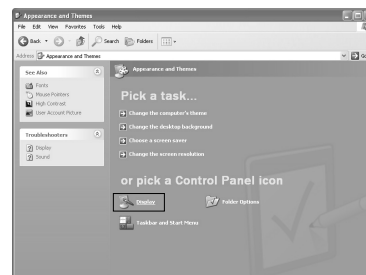 Appearance and Themes
File Edit View Favorites Tools Help
Back Search Folders
Address Appearance and Themes Go
See Also
Fonts
Mouse Pointers
High Contrast
User Account Picture
Troubleshooters
Display
Sound
Appearance and Themes
Pick a task...
Change the computer's theme
Change the desktop background
Choose a screen saver
Change the screen resolution
or pick a Control Panel icon
Display Folder Options
Taskbar and Start Menu